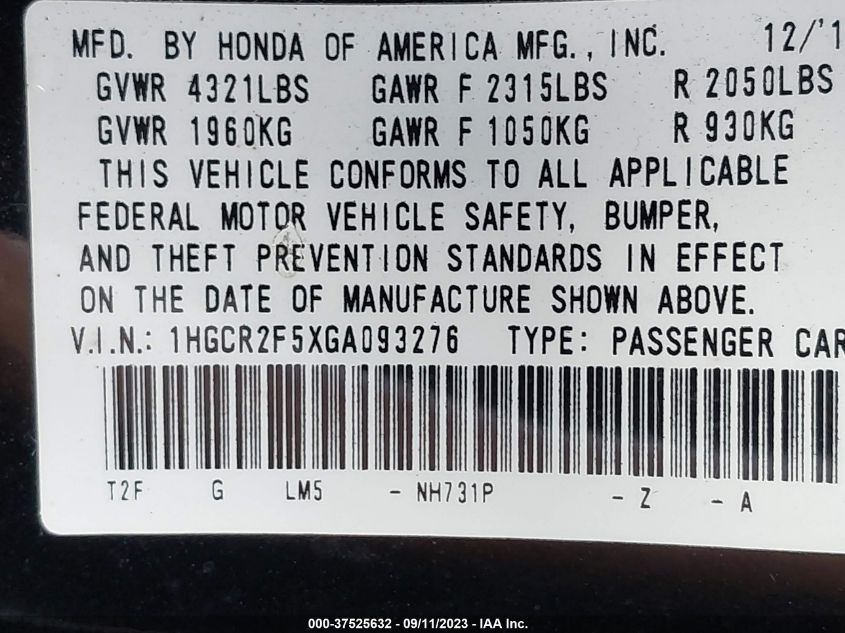 MFD. BY HONDA OF AMERICA MFG., INC. 12/'1
GVWR 4321LBS GAWR F 2315LBS R 2050LBS
GVWR 1960KG GAWR F 1050KG R 930KG
THIS VEHICLE CONFORMS TO ALL APPLICABLE
FEDERAL MOTOR VEHICLE SAFETY, BUMPER,
AND THEFT PREVENTION STANDARDS IN EFFECT
ON THE DATE OF MANUFACTURE SHOWN ABOVE.
V.I.N.: 1HGCR2F5XGA093276 TYPE: PASSENGER CAR
T2F G LM5 - NH731P - Z - A
000-37525632 - 09/11/2023 - IAA Inc.